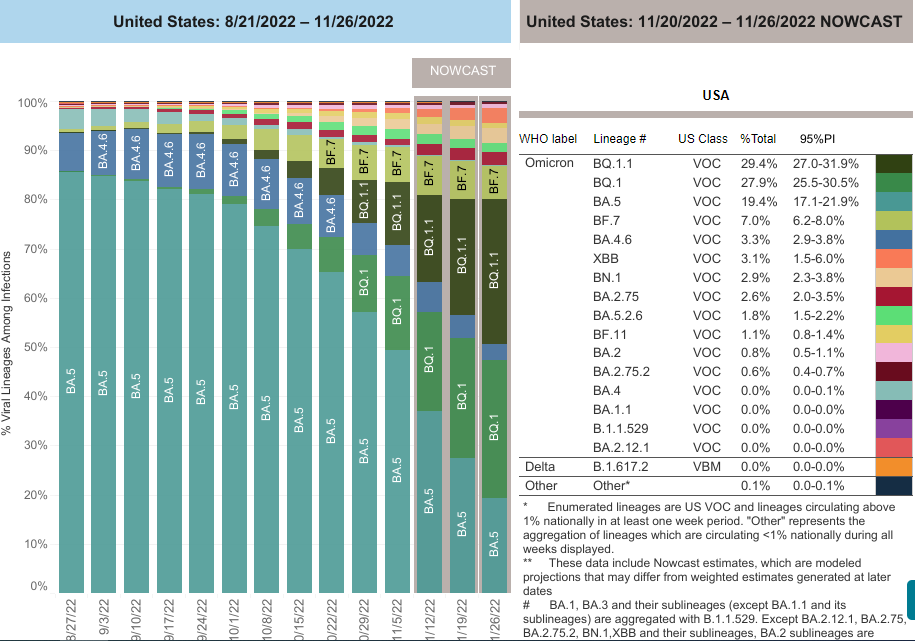 United States: 8/21/2022 – 11/26/2022
United States: 11/20/2022 – 11/26/2022 NOWCAST
NOWCAST
% Viral Lineages Among Infections
100%
90%
80%
70%
60%
50%
40%
30%
20%
10%
0%
BA.5
BA.5
BA.4.6
BA.5
BA.4.6
BA.5
BA.4.6
BA.5
BA.4.6
BA.5
BA.4.6
BA.5
BA.4.6
BA.5
BA.4.6
BA.5
BA.4.6
BF.7
BA.5
BQ.1
BQ.1.1
BF.7
BA.5
BQ.1
BQ.1.1
BF.7
BA.5
BQ.1
BQ.1.1
BF.7
BA.5
BQ.1
BQ.1.1
BF.7
BA.5
BQ.1
BQ.1.1
BF.7
8/27/22
9/3/22
9/10/22
9/17/22
9/24/22
10/1/22
10/8/22
0/15/22
0/22/22
0/29/22
11/5/22
1/12/22
1/19/22
1/26/22
USA
WHO label Lineage # US Class %Total 95%PI
Omicron BQ.1.1 VOC 29.4% 27.0-31.9%
BQ.1 VOC 27.9% 25.5-30.5%
BA.5 VOC 19.4% 17.1-21.9%
BF.7 VOC 7.0% 6.2-8.0%
BA.4.6 VOC 3.3% 2.9-3.8%
XBB VOC 3.1% 1.5-6.0%
BN.1 VOC 2.9% 2.3-3.8%
BA.2.75 VOC 2.6% 2.0-3.5%
BA.5.2.6 VOC 1.8% 1.5-2.2%
BF.11 VOC 1.1% 0.8-1.4%
BA.2 VOC 0.8% 0.5-1.1%
BA.2.75.2 VOC 0.6% 0.4-0.7%
BA.4 VOC 0.0% 0.0-0.1%
BA.1.1 VOC 0.0% 0.0-0.0%
B.1.1.529 VOC 0.0% 0.0-0.0%
BA.2.12.1 VOC 0.0% 0.0-0.0%
Delta B.1.617.2 VBM 0.0% 0.0-0.0%
Other Other* 0.1% 0.0-0.1%
* Enumerated lineages are US VOC and lineages circulating above
1% nationally in at least one week period. "Other" represents the
aggregation of lineages which are circulating <1% nationally during all
weeks displayed.
** These data include Nowcast estimates, which are modeled
projections that may differ from weighted estimates generated at later
dates
# BA.1, BA.3 and their sublineages (except BA.1.1 and its
sublineages) are aggregated with B.1.1.529. Except BA.2.12.1, BA.2.75,
BA.2.75.2, BN.1,XBB and their sublineages, BA.2 sublineages are